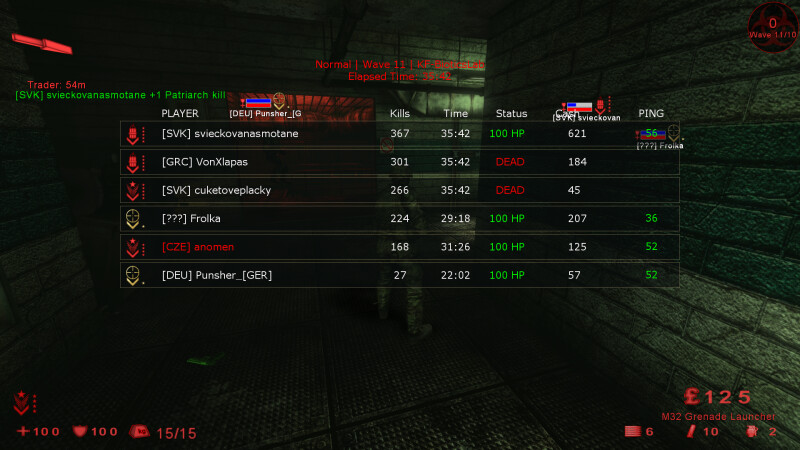 0
Wave 11/10
Normal | Wave 11 |
Elapsed Time:
Trader: 54m
[SVK] svieckovanasmotane +1 Patriarch kill
[DEU] Punsher_[G
[SVK] svieckovan
[???] Frolka
PLAYER Kills Time Status Cash PING
[SVK] svieckovanasmotane 367 35:42 100 HP 621 56
[GRC] VonXlapas 301 35:42 DEAD 184
[SVK] cuketoveplacky 266 35:42 DEAD 45
[???] Frolka 224 29:18 100 HP 207 36
[CZE] anomen 168 31:26 100 HP 125 52
[DEU] Punsher_[GER] 27 22:02 100 HP 57 52
£125
M32 Grenade Launcher
100 100 15/15 6 10 2